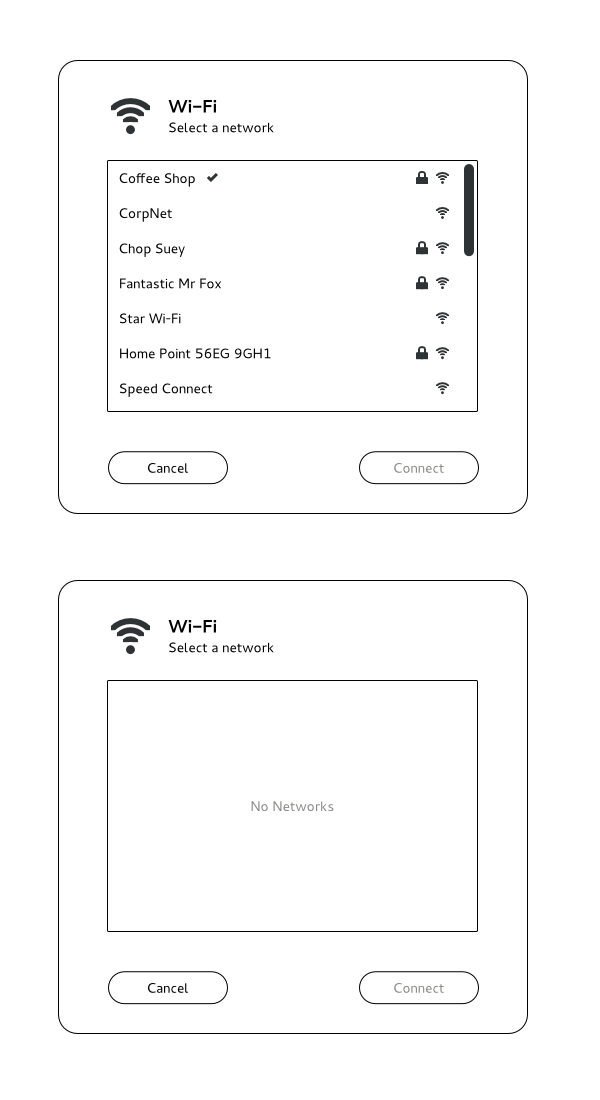 Wi-Fi
Select a network
Coffee Shop
CorpNet
Chop Suey
Fantastic Mr Fox
Star Wi-Fi
Home Point 56EG 9GH1
Speed Connect
Cancel Connect
Wi-Fi
Select a network
No Networks
Cancel Connect